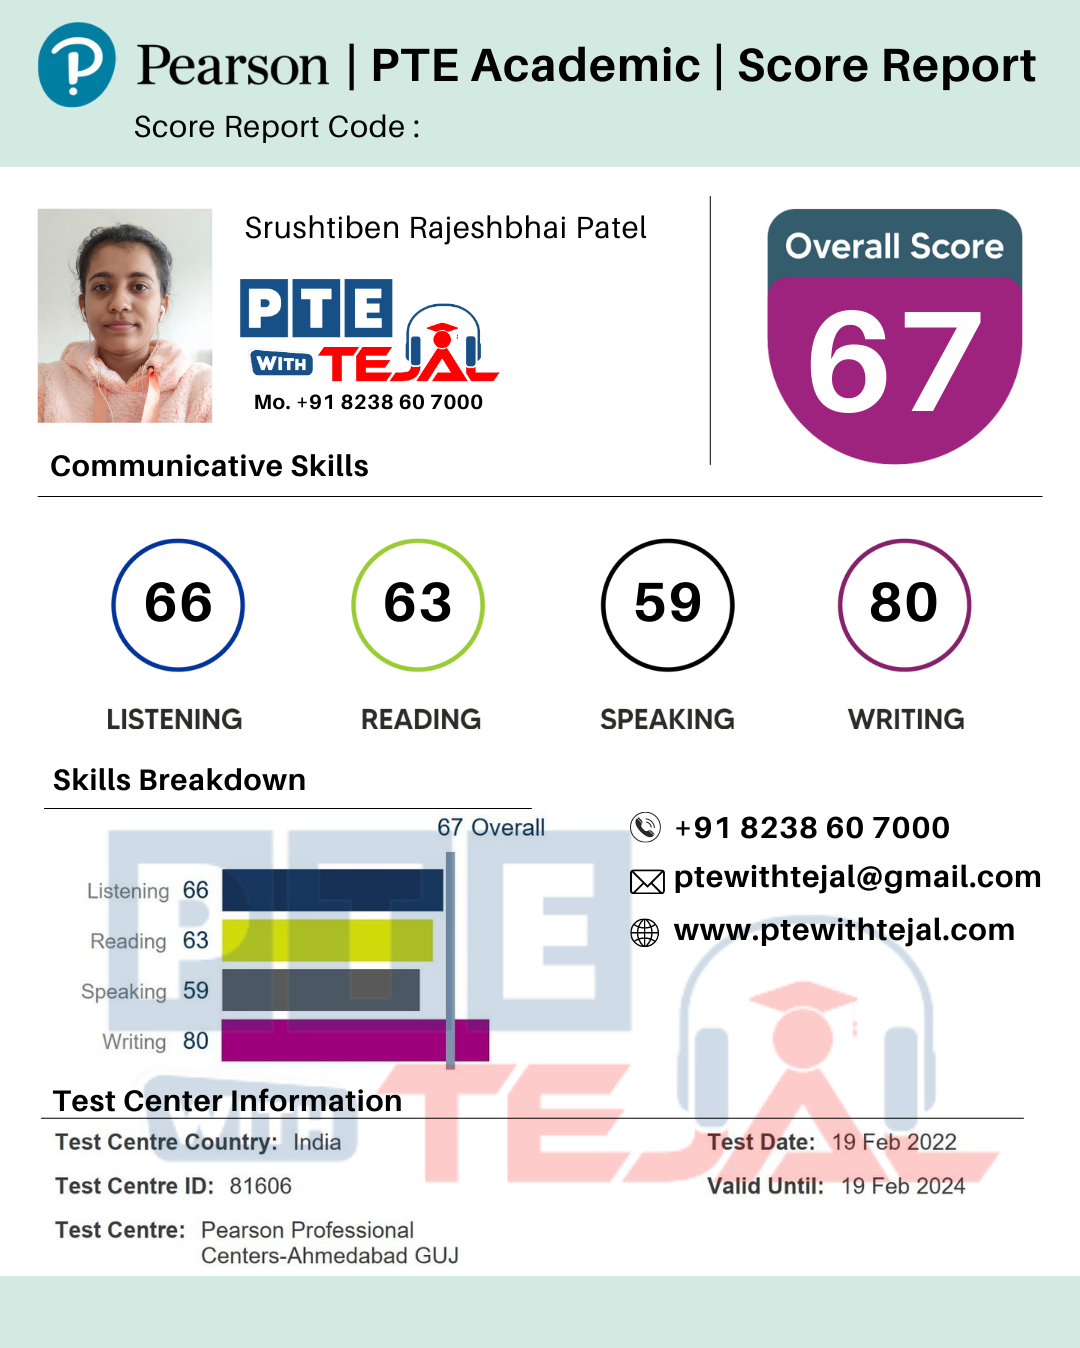 Pearson | PTE Academic | Score Report
Score Report Code :
Srushtiben Rajeshbhai Patel
Overall Score
67
PTE
WITH TEJAL
Mo. +91 8238 60 7000
Communicative Skills
66 63 59 80
LISTENING READING SPEAKING WRITING
Skills Breakdown
67 Overall
Listening 66
Reading 63
Speaking 59
Writing 80
+91 8238 60 7000
ptewithtejal@gmail.com
www.ptewithtejal.com
PTE
WITH TEJAL
Test Center Information
Test Centre Country: India
Test Date: 19 Feb 2022
Test Centre ID: 81606
Valid Until: 19 Feb 2024
Test Centre: Pearson Professional
Centers-Ahmedabad GUJ